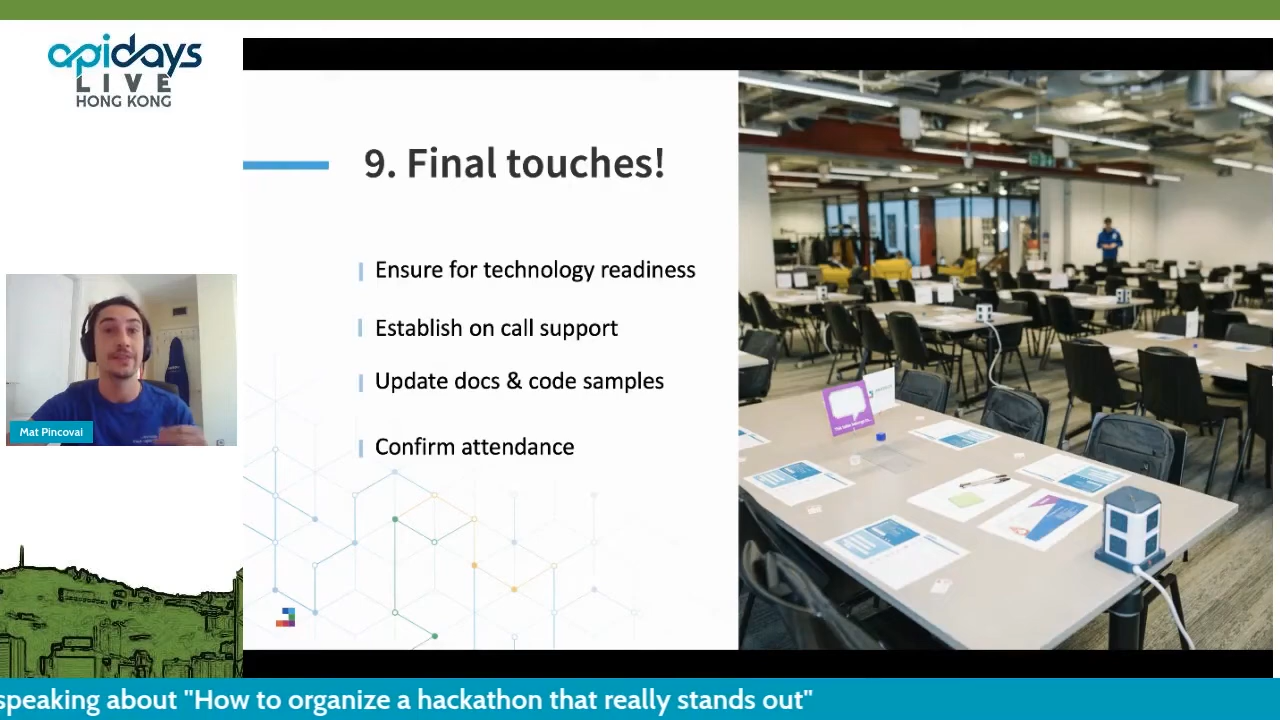 apidays
LIVE
HONG KONG
9. Final touches!
Ensure for technology readiness
Establish on call support
Update docs & code samples
Confirm attendance
Mat Pincovai
speaking about "How to organize a hackathon that really stands out"